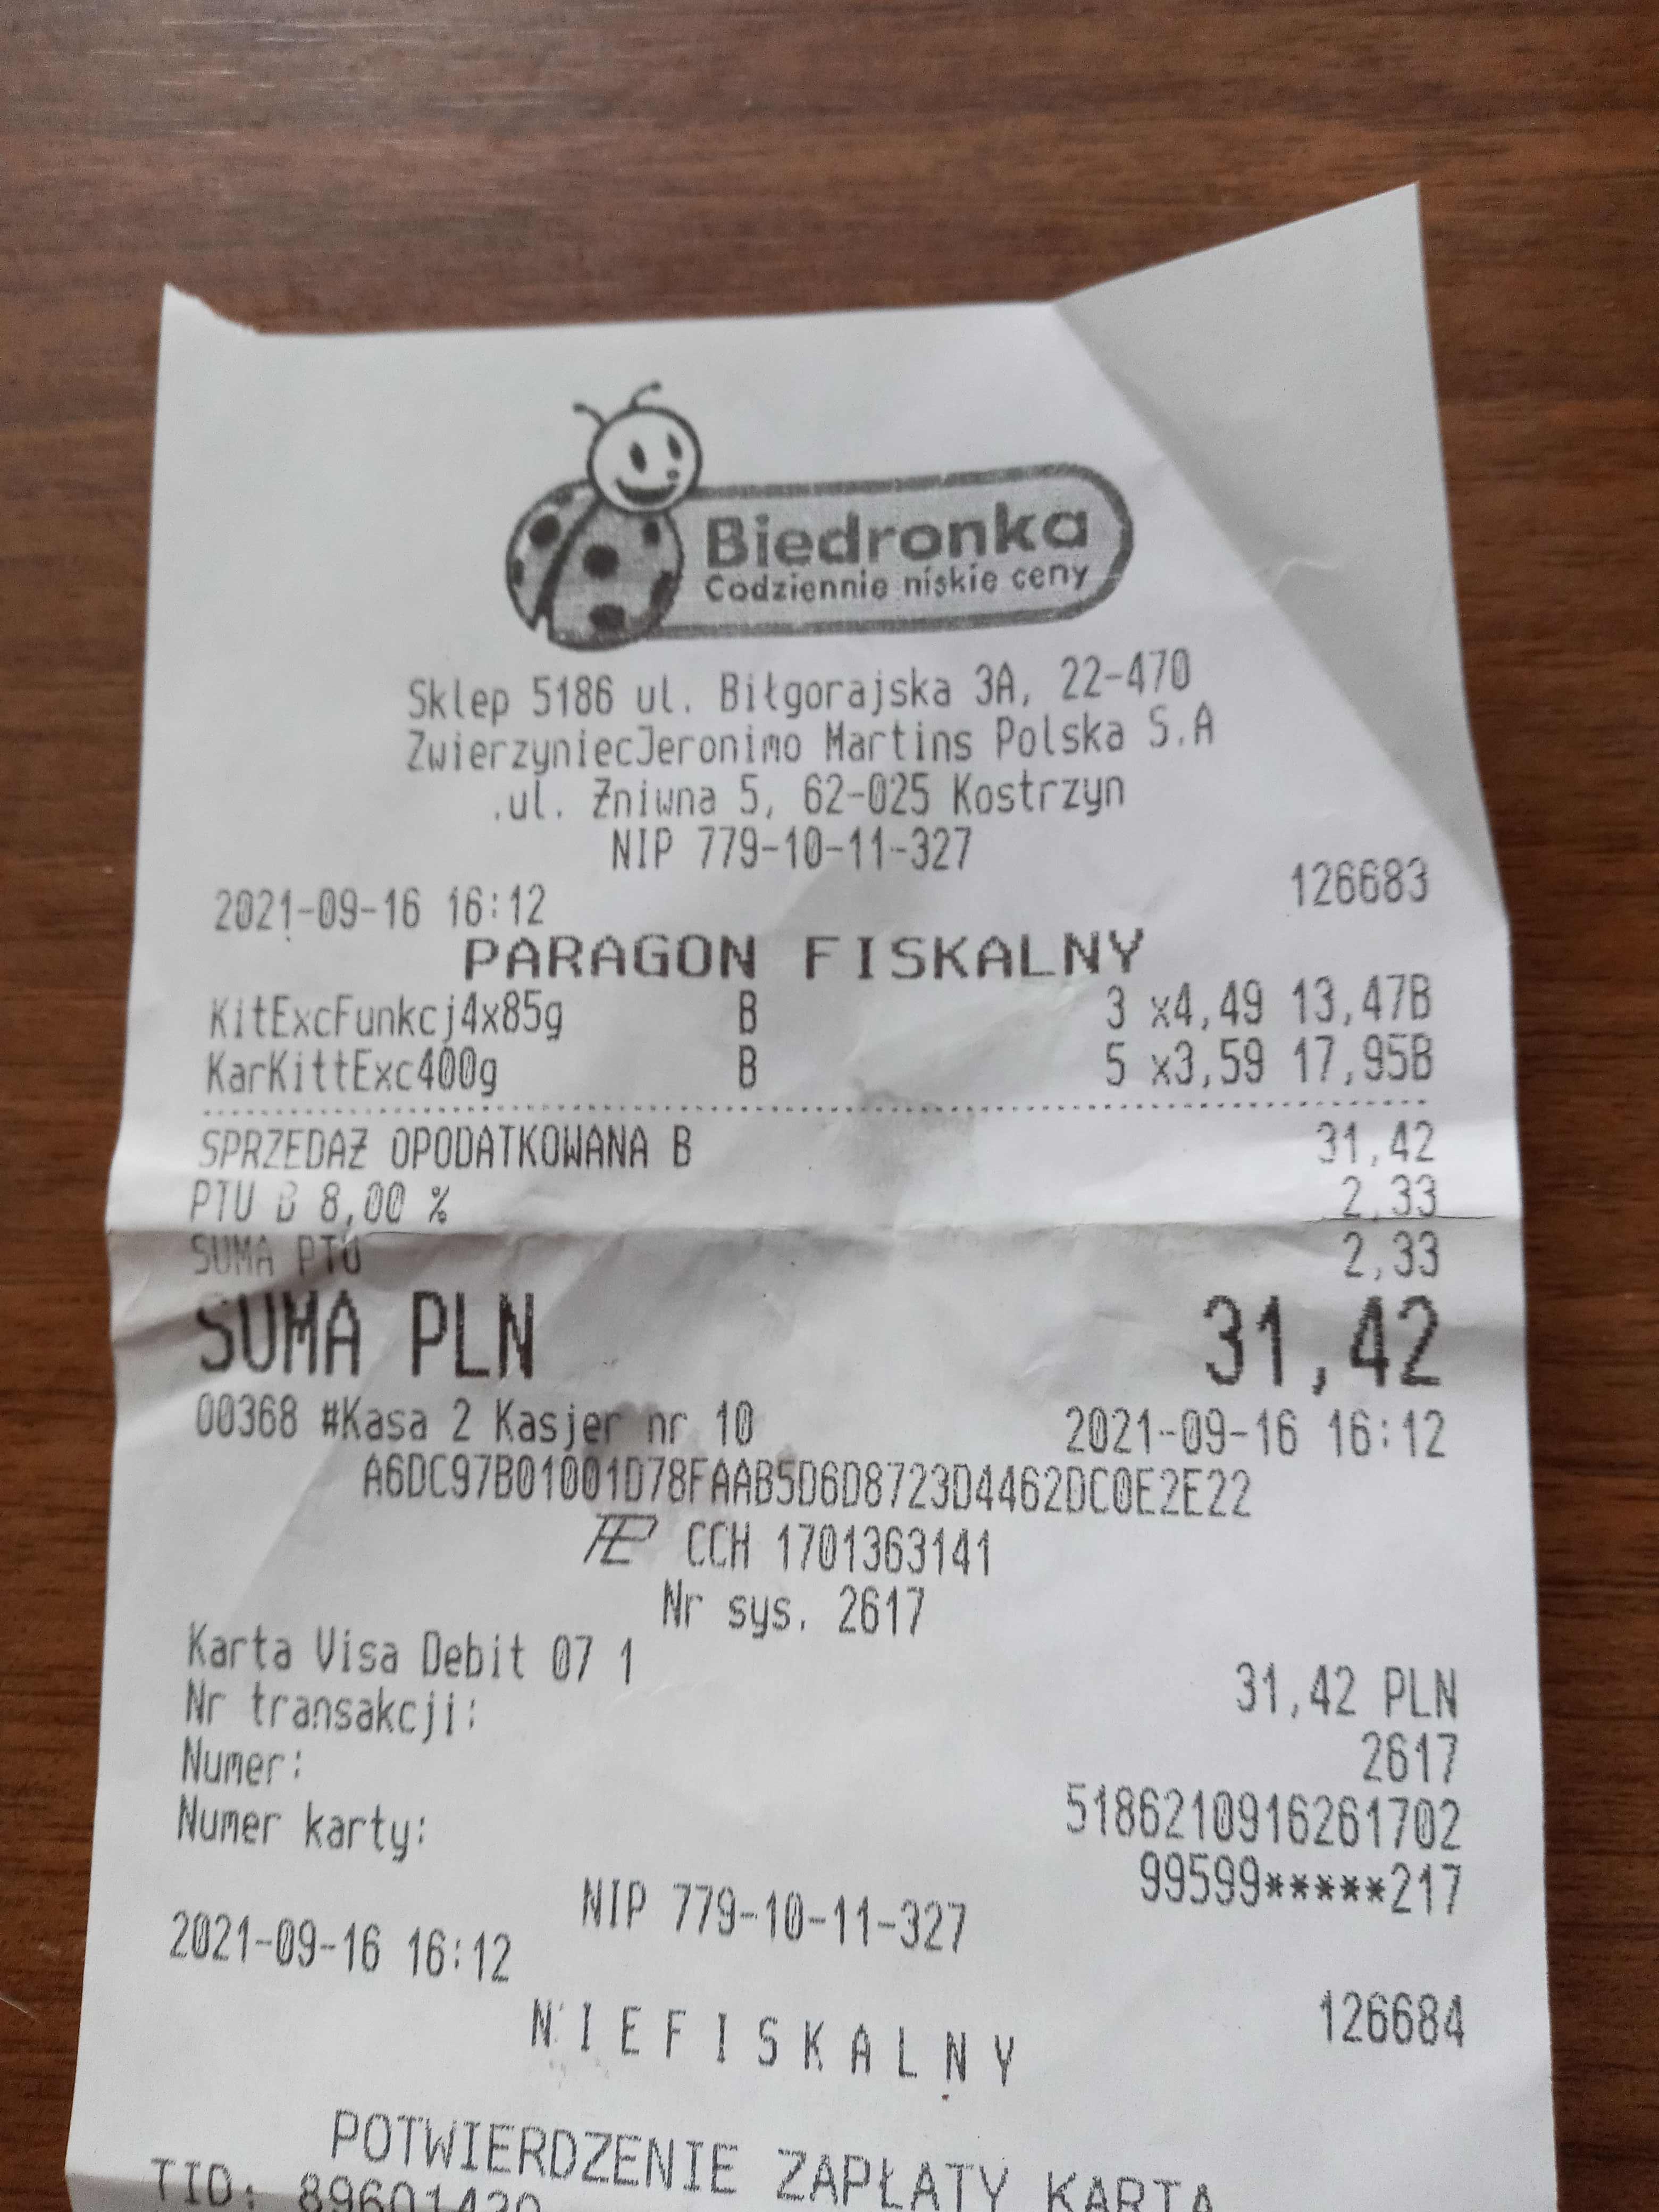 Biedronka
Codziennie niskie ceny
Sklep 5186 ul. Biłgorajska 3A, 22-470
ZwierzyniecJeronimo Martins Polska S.A
.ul. Żniwna 5, 62-025 Kostrzyn
NIP 779-10-11-327
2021-09-16 16:12 126683
PARAGON FISKALNY
KitExcFunkcj4x85g B 3 x4,49 13,47B
KarKittExc400g B 5 x3,59 17,95B
SPRZEDAŻ OPODATKOWANA B 31,42
PTU B 8,00 % 2,33
SUMA PTU 2,33
SUMA PLN 31,42
00368 #Kasa 2 Kasjer nr 10 2021-09-16 16:12
A6DC97B01001D78FAAB5D6D8723D4462DC0E2E22
CCH 1701363141
Nr sys. 2617
Karta Visa Debit 07 1 31,42 PLN
Nr transakcji: 2617
Numer: 5186210916261702
Numer karty: 99599*****217
NIP 779-10-11-327
2021-09-16 16:12 126684
NIEFISKALNY
POTWIERDZENIE ZAPŁATY KARTA
TID: 89601420